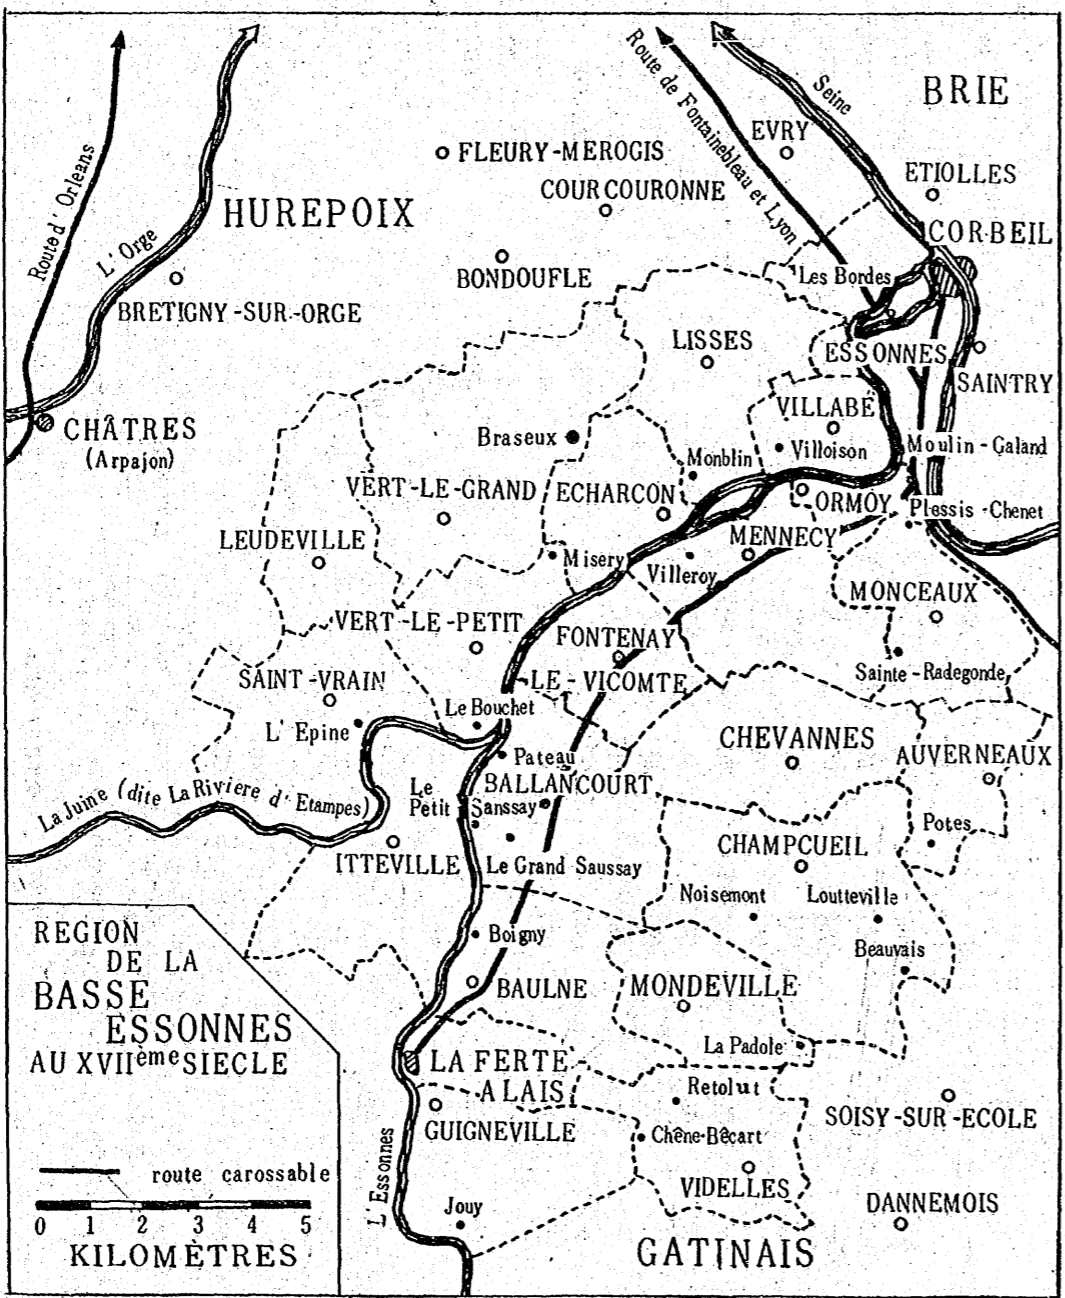 BRIE
Seine
Route de Fontainebleau et Lyon
EVRY
FLEURY-MEROGIS
ETIOLLES
COURCOURONNE
Route d'Orleans
HUREPOIX
L'Orge
CORBEIL
BONDOUFLE
Les Bordes
BRETIGNY-SUR-ORGE
LISSES
ESSONNES
SAINTRY
CHÂTRES
(Arpajon)
VILLABÉ
Braseux
Villoison
Moulin-Galand
Monblin
VERT-LE-GRAND
ECHARCON
ORMOY
Plessis-Chenet
LEUDEVILLE
MENNECY
Misery
Villeroy
MONCEAUX
VERT-LE-PETIT
FONTENAY
LE-VICOMTE
Sainte-Radegonde
SAINT-VRAIN
Le Bouchet
L'Epine
CHEVANNES
AUVERNEAUX
Pateau
BALLANCOURT
La Juine (dite La Riviere d'Etampes)
Le
Petit Sanssay
Potes
ITTEVILLE
CHAMPCUEIL
Le Grand Saussay
Noisemont
Loutteville
Boigny
Beauvais
BAULNE
MONDEVILLE
La Padole
LA FERTE
ALAIS
Retolut
GUIGNEVILLE
Chêne-Bêcart
SOISY-SUR-ECOLE
VIDELLES
DANNEMOIS
L'Essonnes
Jouy
GATINAIS
REGION
DE LA
BASSE
ESSONNES
AU XVIIème SIECLE
route carossable
0 1 2 3 4 5
KILOMÈTRES